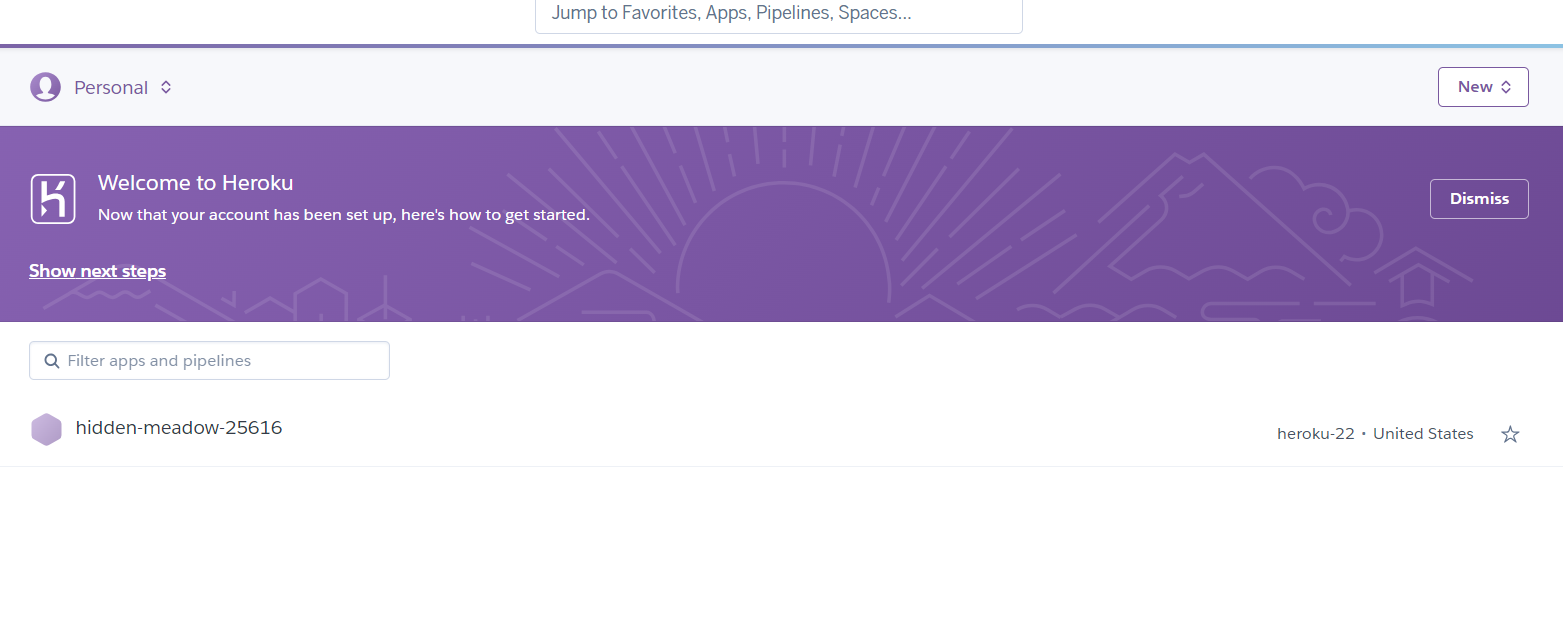 Jump to Favorites, Apps, Pipelines, Spaces...
Personal
New
Welcome to Heroku
Now that your account has been set up, here's how to get started.
Dismiss
Show next steps
Filter apps and pipelines
hidden-meadow-25616
heroku-22 · United States